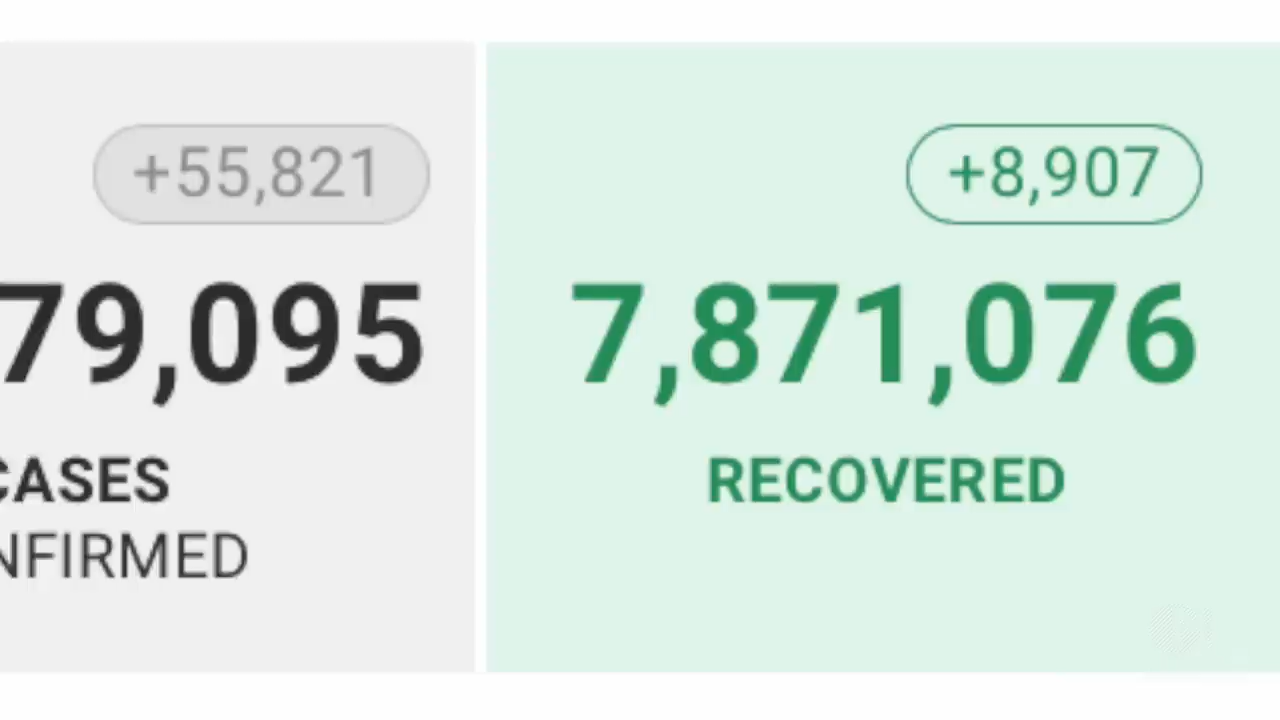 +55,821
79,095
CASES
NFIRMED
+8,907
7,871,076
RECOVERED